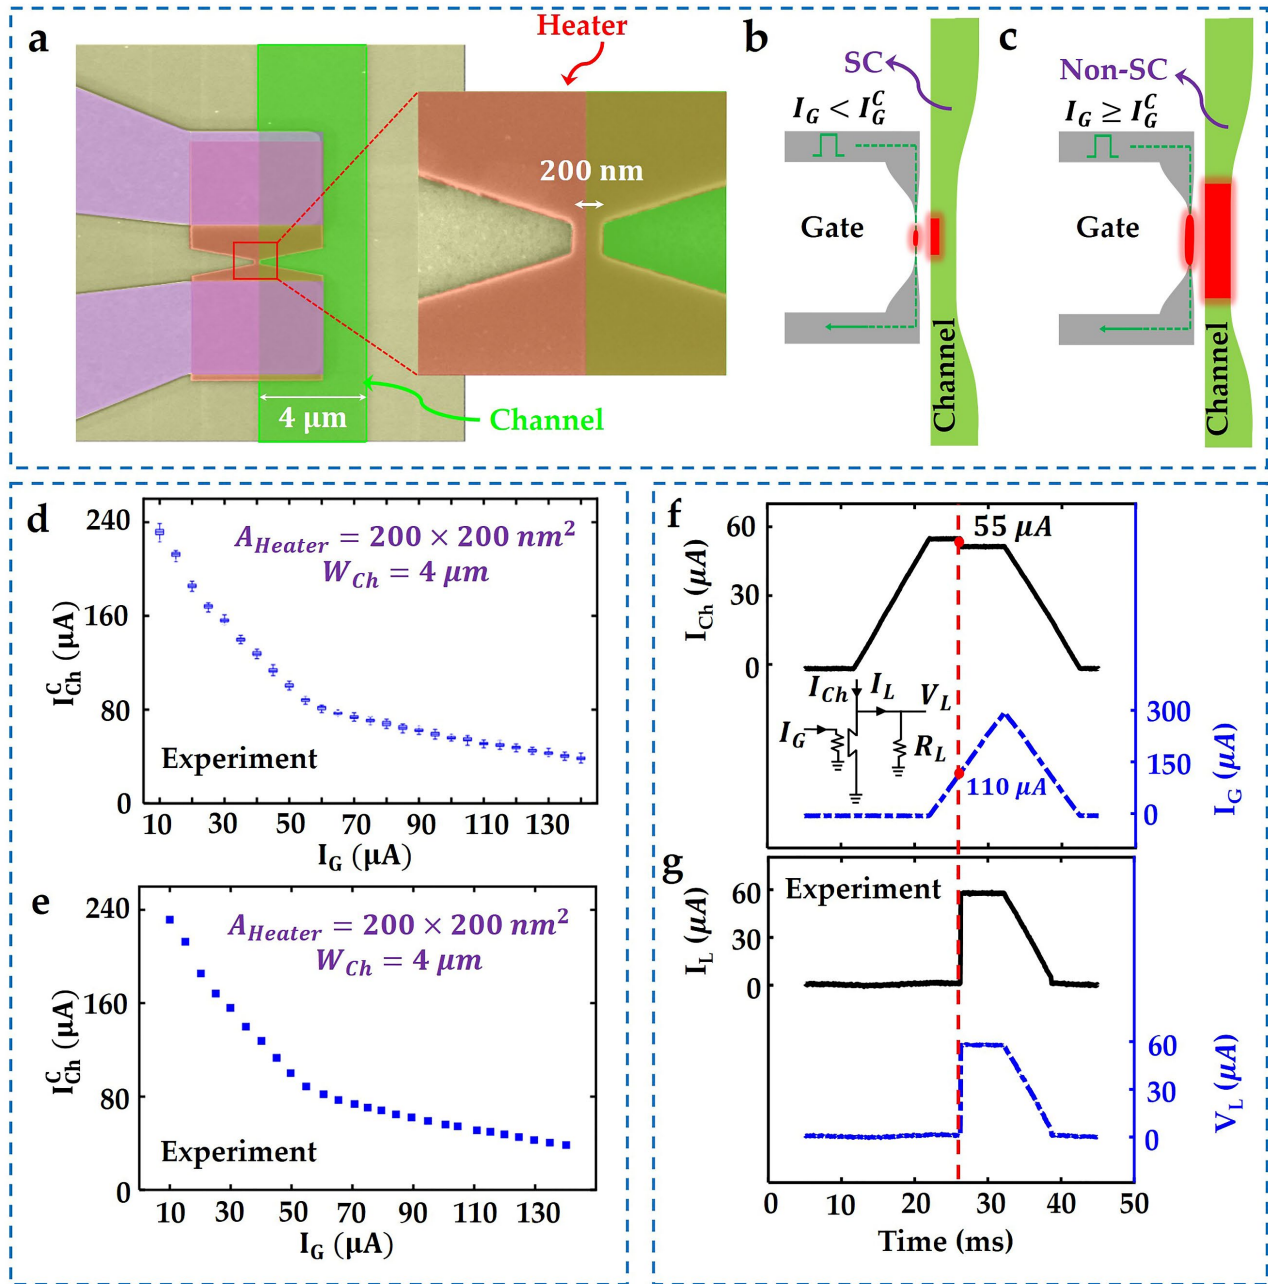 a
Heater
200 nm
4 μm
Channel
b
SC
I_G < I_G^C
Gate
Channel
c
Non-SC
I_G ≥ I_G^C
Gate
Channel
d
A_Heater = 200 × 200 nm²
W_Ch = 4 μm
Experiment
I_Ch^C (μA)
240
160
80
0
10 30 50 70 90 110 130
I_G (μA)
e
A_Heater = 200 × 200 nm²
W_Ch = 4 μm
Experiment
I_Ch^C (μA)
240
160
80
0
10 30 50 70 90 110 130
I_G (μA)
f
55 μA
I_Ch (μA)
60
30
0
I_Ch I_L V_L
I_G
R_L
110 μA
300
150
0
I_G (μA)
g
Experiment
I_L (μA)
60
30
0
60
30
0
V_L (μA)
0 10 20 30 40 50
Time (ms)